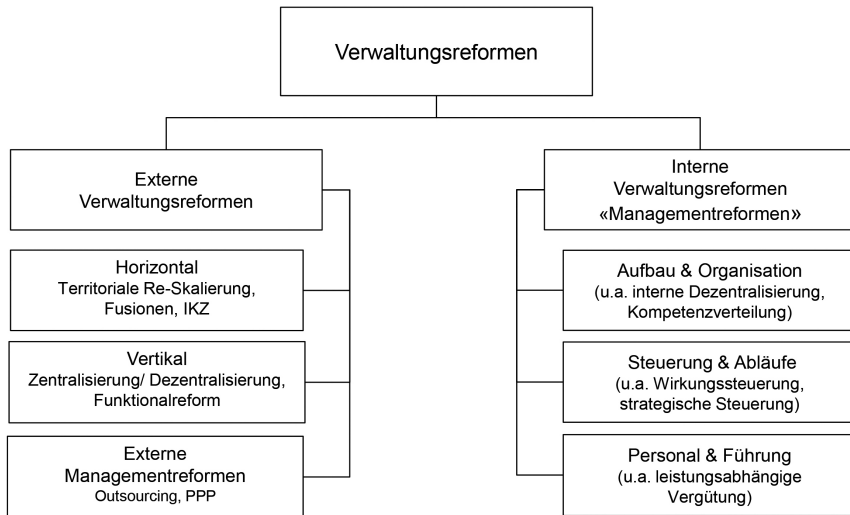 Verwaltungsreformen
Externe
Verwaltungsreformen
Horizontal
Territoriale Re-Skalierung,
Fusionen, IKZ
Vertikal
Zentralisierung/ Dezentralisierung,
Funktionalreform
Externe
Managementreformen
Outsourcing, PPP
Interne
Verwaltungsreformen
«Managementreformen»
Aufbau & Organisation
(u.a. interne Dezentralisierung,
Kompetenzverteilung)
Steuerung & Abläufe
(u.a. Wirkungssteuerung,
strategische Steuerung)
Personal & Führung
(u.a. leistungsabhängige
Vergütung)